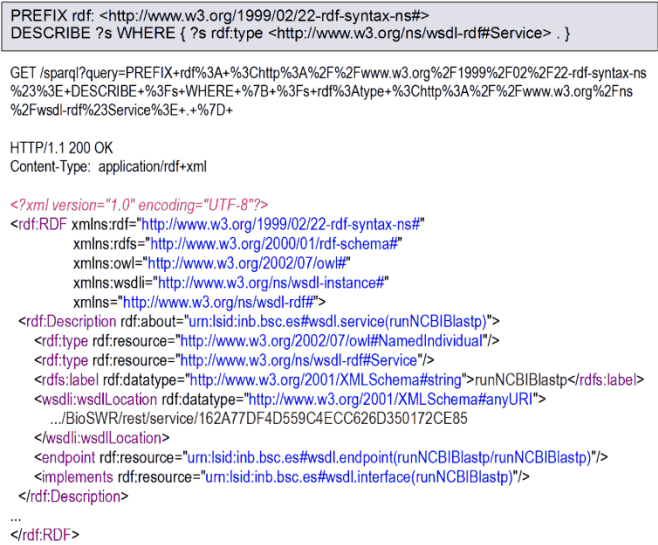 PREFIX rdf: <http://www.w3.org/1999/02/22-rdf-syntax-ns#>
DESCRIBE ?s WHERE { ?s rdf:type <http://www.w3.org/ns/wsdl-rdf#Service> . }
GET /sparql?query=PREFIX+rdf%3A+%3Chttp%3A%2F%2Fwww.w3.org%2F1999%2F02%2F22-rdf-syntax-ns
%23%3E+DESCRIBE+%3Fs+WHERE+%7B+%3Fs+rdf%3Atype+%3Chttp%3A%2F%2Fwww.w3.org%2Fns
%2Fwsdl-rdf%23Service%3E+.+%7D+
HTTP/1.1 200 OK
Content-Type: application/rdf+xml
<?xml version="1.0" encoding="UTF-8"?>
<rdf:RDF xmlns:rdf="http://www.w3.org/1999/02/22-rdf-syntax-ns#"
xmlns:rdfs="http://www.w3.org/2000/01/rdf-schema#"
xmlns:owl="http://www.w3.org/2002/07/owl#"
xmlns:wsdli="http://www.w3.org/ns/wsdl-instance#"
xmlns="http://www.w3.org/ns/wsdl-rdf#">
<rdf:Description rdf:about="urn:lsid:inb.bsc.es#wsdl.service(runNCBIBlastp)">
<rdf:type rdf:resource="http://www.w3.org/2002/07/owl#NamedIndividual"/>
<rdf:type rdf:resource="http://www.w3.org/ns/wsdl-rdf#Service"/>
<rdfs:label rdf:datatype="http://www.w3.org/2001/XMLSchema#string">runNCBIBlastp</rdfs:label>
<wsdli:wsdlLocation rdf:datatype="http://www.w3.org/2001/XMLSchema#anyURI">
.../BioSWR/rest/service/162A77DF4D559C4ECC626D350172CE85
</wsdli:wsdlLocation>
<endpoint rdf:resource="urn:lsid:inb.bsc.es#wsdl.endpoint(runNCBIBlastp/runNCBIBlastp)"/>
<implements rdf:resource="urn:lsid:inb.bsc.es#wsdl.interface(runNCBIBlastp)"/>
</rdf:Description>
...
</rdf:RDF>